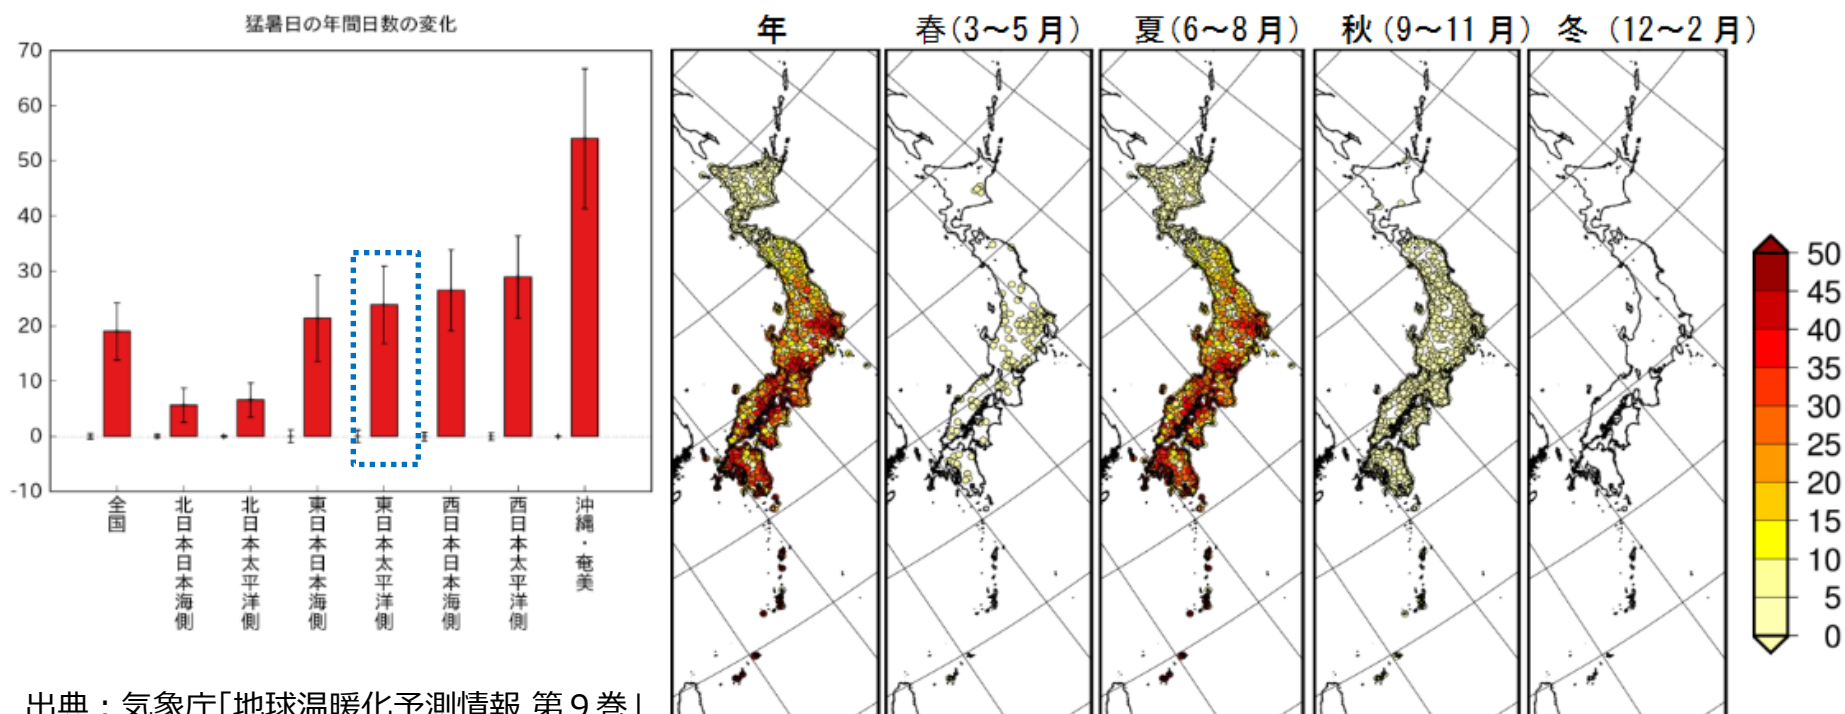 猛暑日の年間日数の変化
70
60
50
40
30
20
10
0
-10
全国
北日本日本海側
北日本太平洋側
東日本日本海側
東日本太平洋側
西日本日本海側
西日本太平洋側
沖縄・奄美
出典：気象庁「地球温暖化予測情報 第９巻」
年
春（3～5 月）
夏（6～8 月）
秋（9～11 月）
冬（12～2 月）
50
45
40
35
30
25
20
15
10
5
0